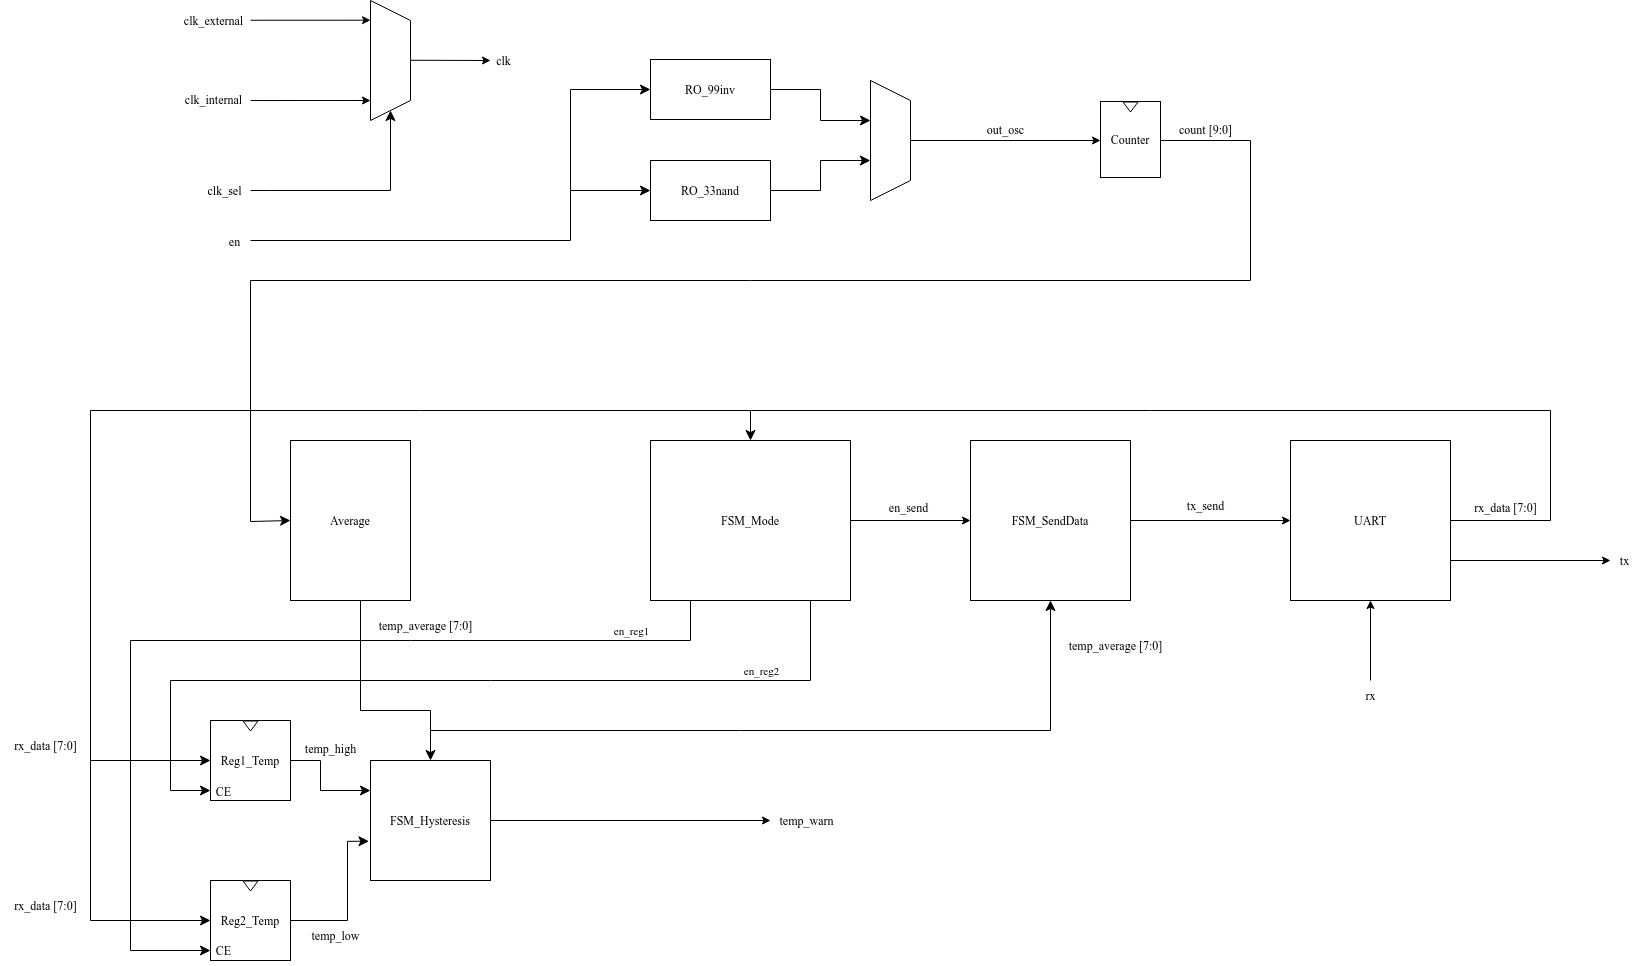 clk_external
clk
clk_internal
RO_99inv
out_osc
count [9:0]
Counter
clk_sel
RO_33nand
en
Average
FSM_Mode
en_send
FSM_SendData
tx_send
UART
rx_data [7:0]
tx
temp_average [7:0]
en_reg1
temp_average [7:0]
en_reg2
rx
rx_data [7:0]
temp_high
Reg1_Temp
CE
FSM_Hysteresis
temp_warn
rx_data [7:0]
Reg2_Temp
temp_low
CE